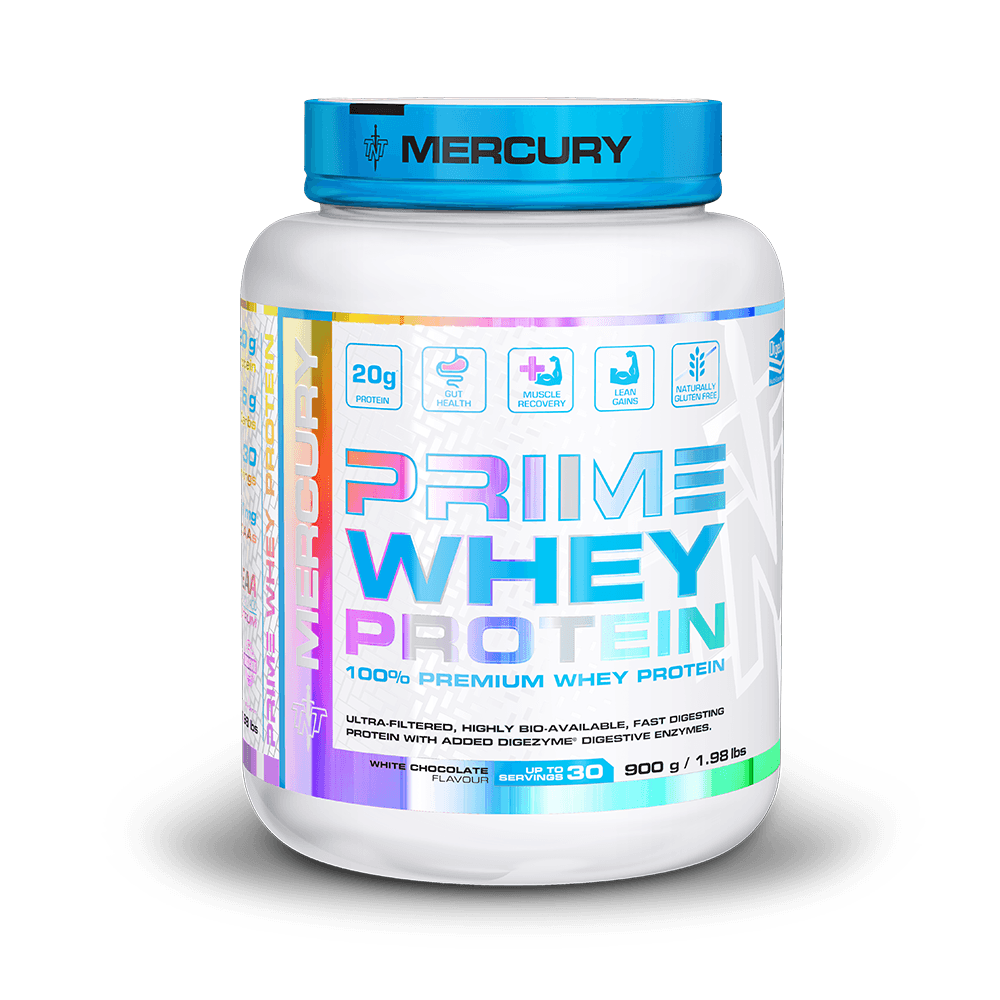 TNT MERCURY
20g
PROTEIN
GUT
HEALTH
MUSCLE
RECOVERY
LEAN
GAINS
NATURALLY
GLUTEN FREE
MERCURY
TNT
PRIME WHEY PROTEIN
PRIME
WHEY
PROTEIN
100% PREMIUM WHEY PROTEIN
ULTRA-FILTERED, HIGHLY BIO-AVAILABLE, FAST DIGESTING
PROTEIN WITH ADDED DIGEZYME® DIGESTIVE ENZYMES.
WHITE CHOCOLATE
FLAVOUR
UP TO
SERVINGS 30
900 g / 1.98 lbs